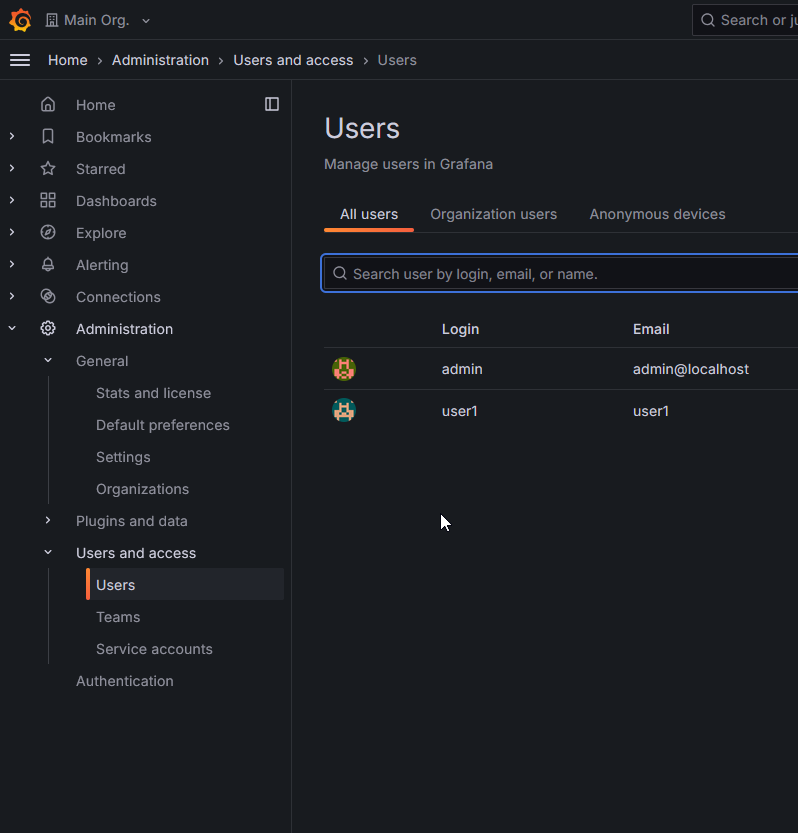 Main Org.
Search or ju
Home › Administration › Users and access › Users
Home
Bookmarks
Starred
Dashboards
Explore
Alerting
Connections
Administration
General
Stats and license
Default preferences
Settings
Organizations
Plugins and data
Users and access
Users
Teams
Service accounts
Authentication
Users
Manage users in Grafana
All users Organization users Anonymous devices
Search user by login, email, or name.
Login Email
admin admin@localhost
user1 user1